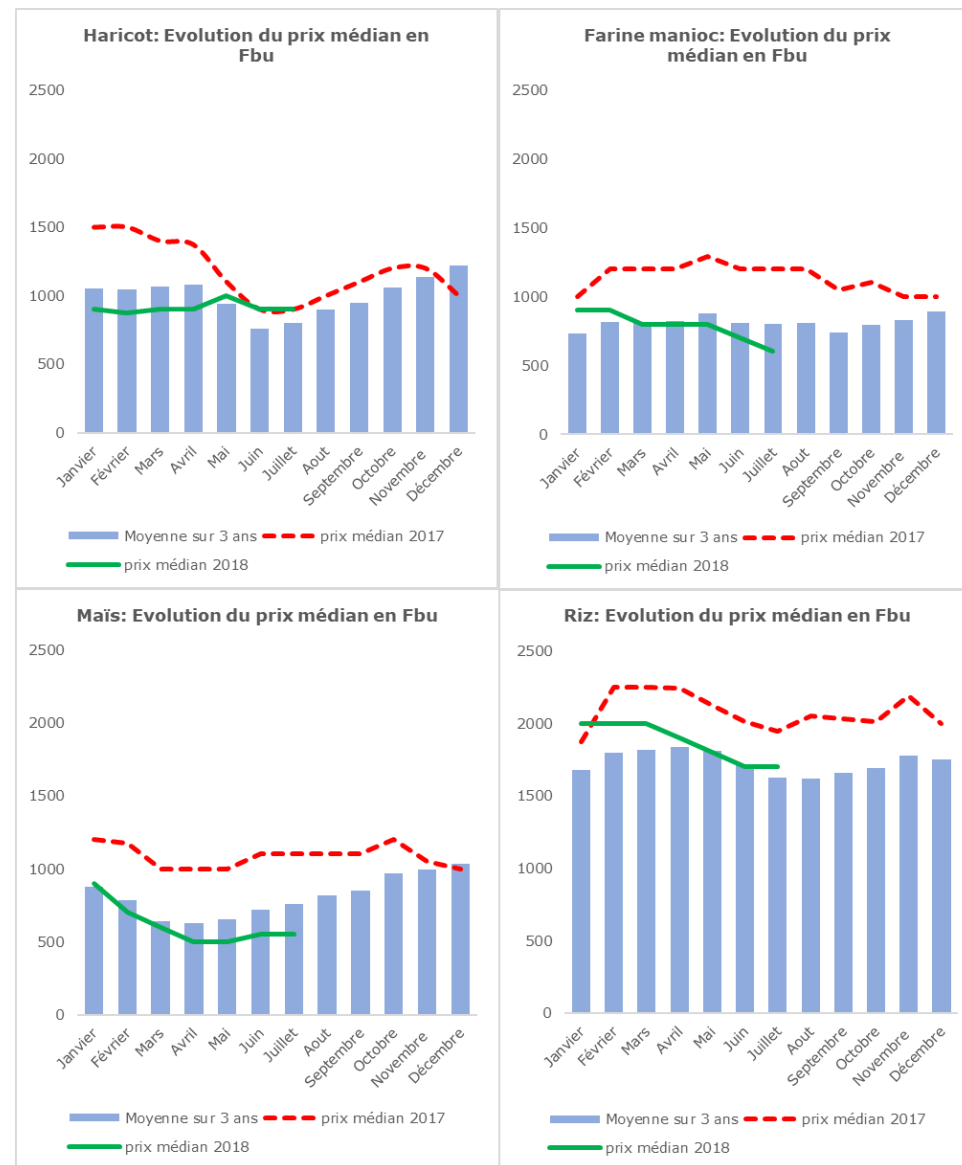 Haricot: Evolution du prix médian en
Fbu
2500
2000
1500
1000
500
0
Janvier
Février
Mars
Avril
Mai
Juin
Juillet
Aout
Septembre
Octobre
Novembre
Décembre
Moyenne sur 3 ans
prix médian 2017
prix médian 2018
Farine manioc: Evolution du prix
médian en Fbu
2500
2000
1500
1000
500
0
Janvier
Février
Mars
Avril
Mai
Juin
Juillet
Aout
Septembre
Octobre
Novembre
Décembre
Moyenne sur 3 ans
prix médian 2017
prix médian 2018
Maïs: Evolution du prix médian en Fbu
2500
2000
1500
1000
500
0
Janvier
Février
Mars
Avril
Mai
Juin
Juillet
Aout
Septembre
Octobre
Novembre
Décembre
Moyenne sur 3 ans
prix médian 2017
prix médian 2018
Riz: Evolution du prix médian en Fbu
2500
2000
1500
1000
500
0
Janvier
Février
Mars
Avril
Mai
Juin
Juillet
Aout
Septembre
Octobre
Novembre
Décembre
Moyenne sur 3 ans
prix médian 2017
prix médian 2018